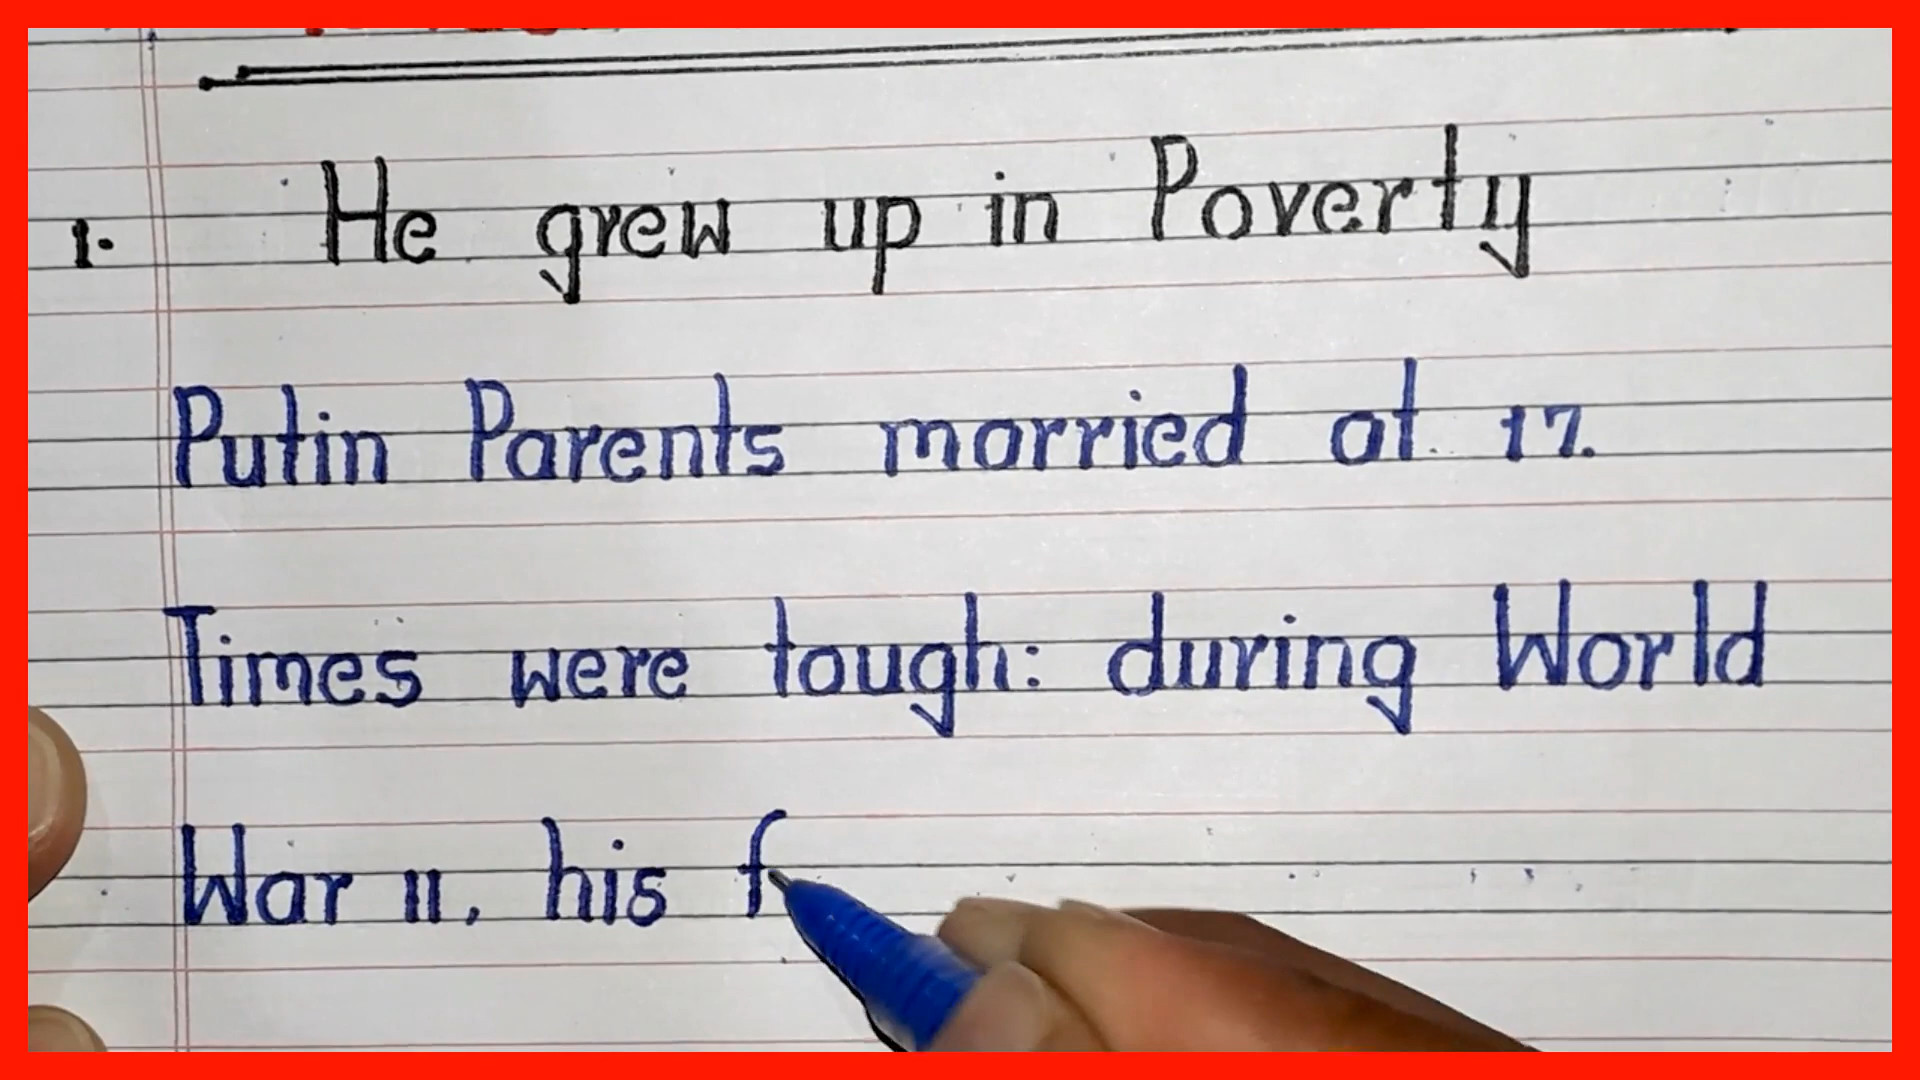 1. He grew up in Poverty
Putin Parents married at 17.
Times were tough: during World
War II, his f